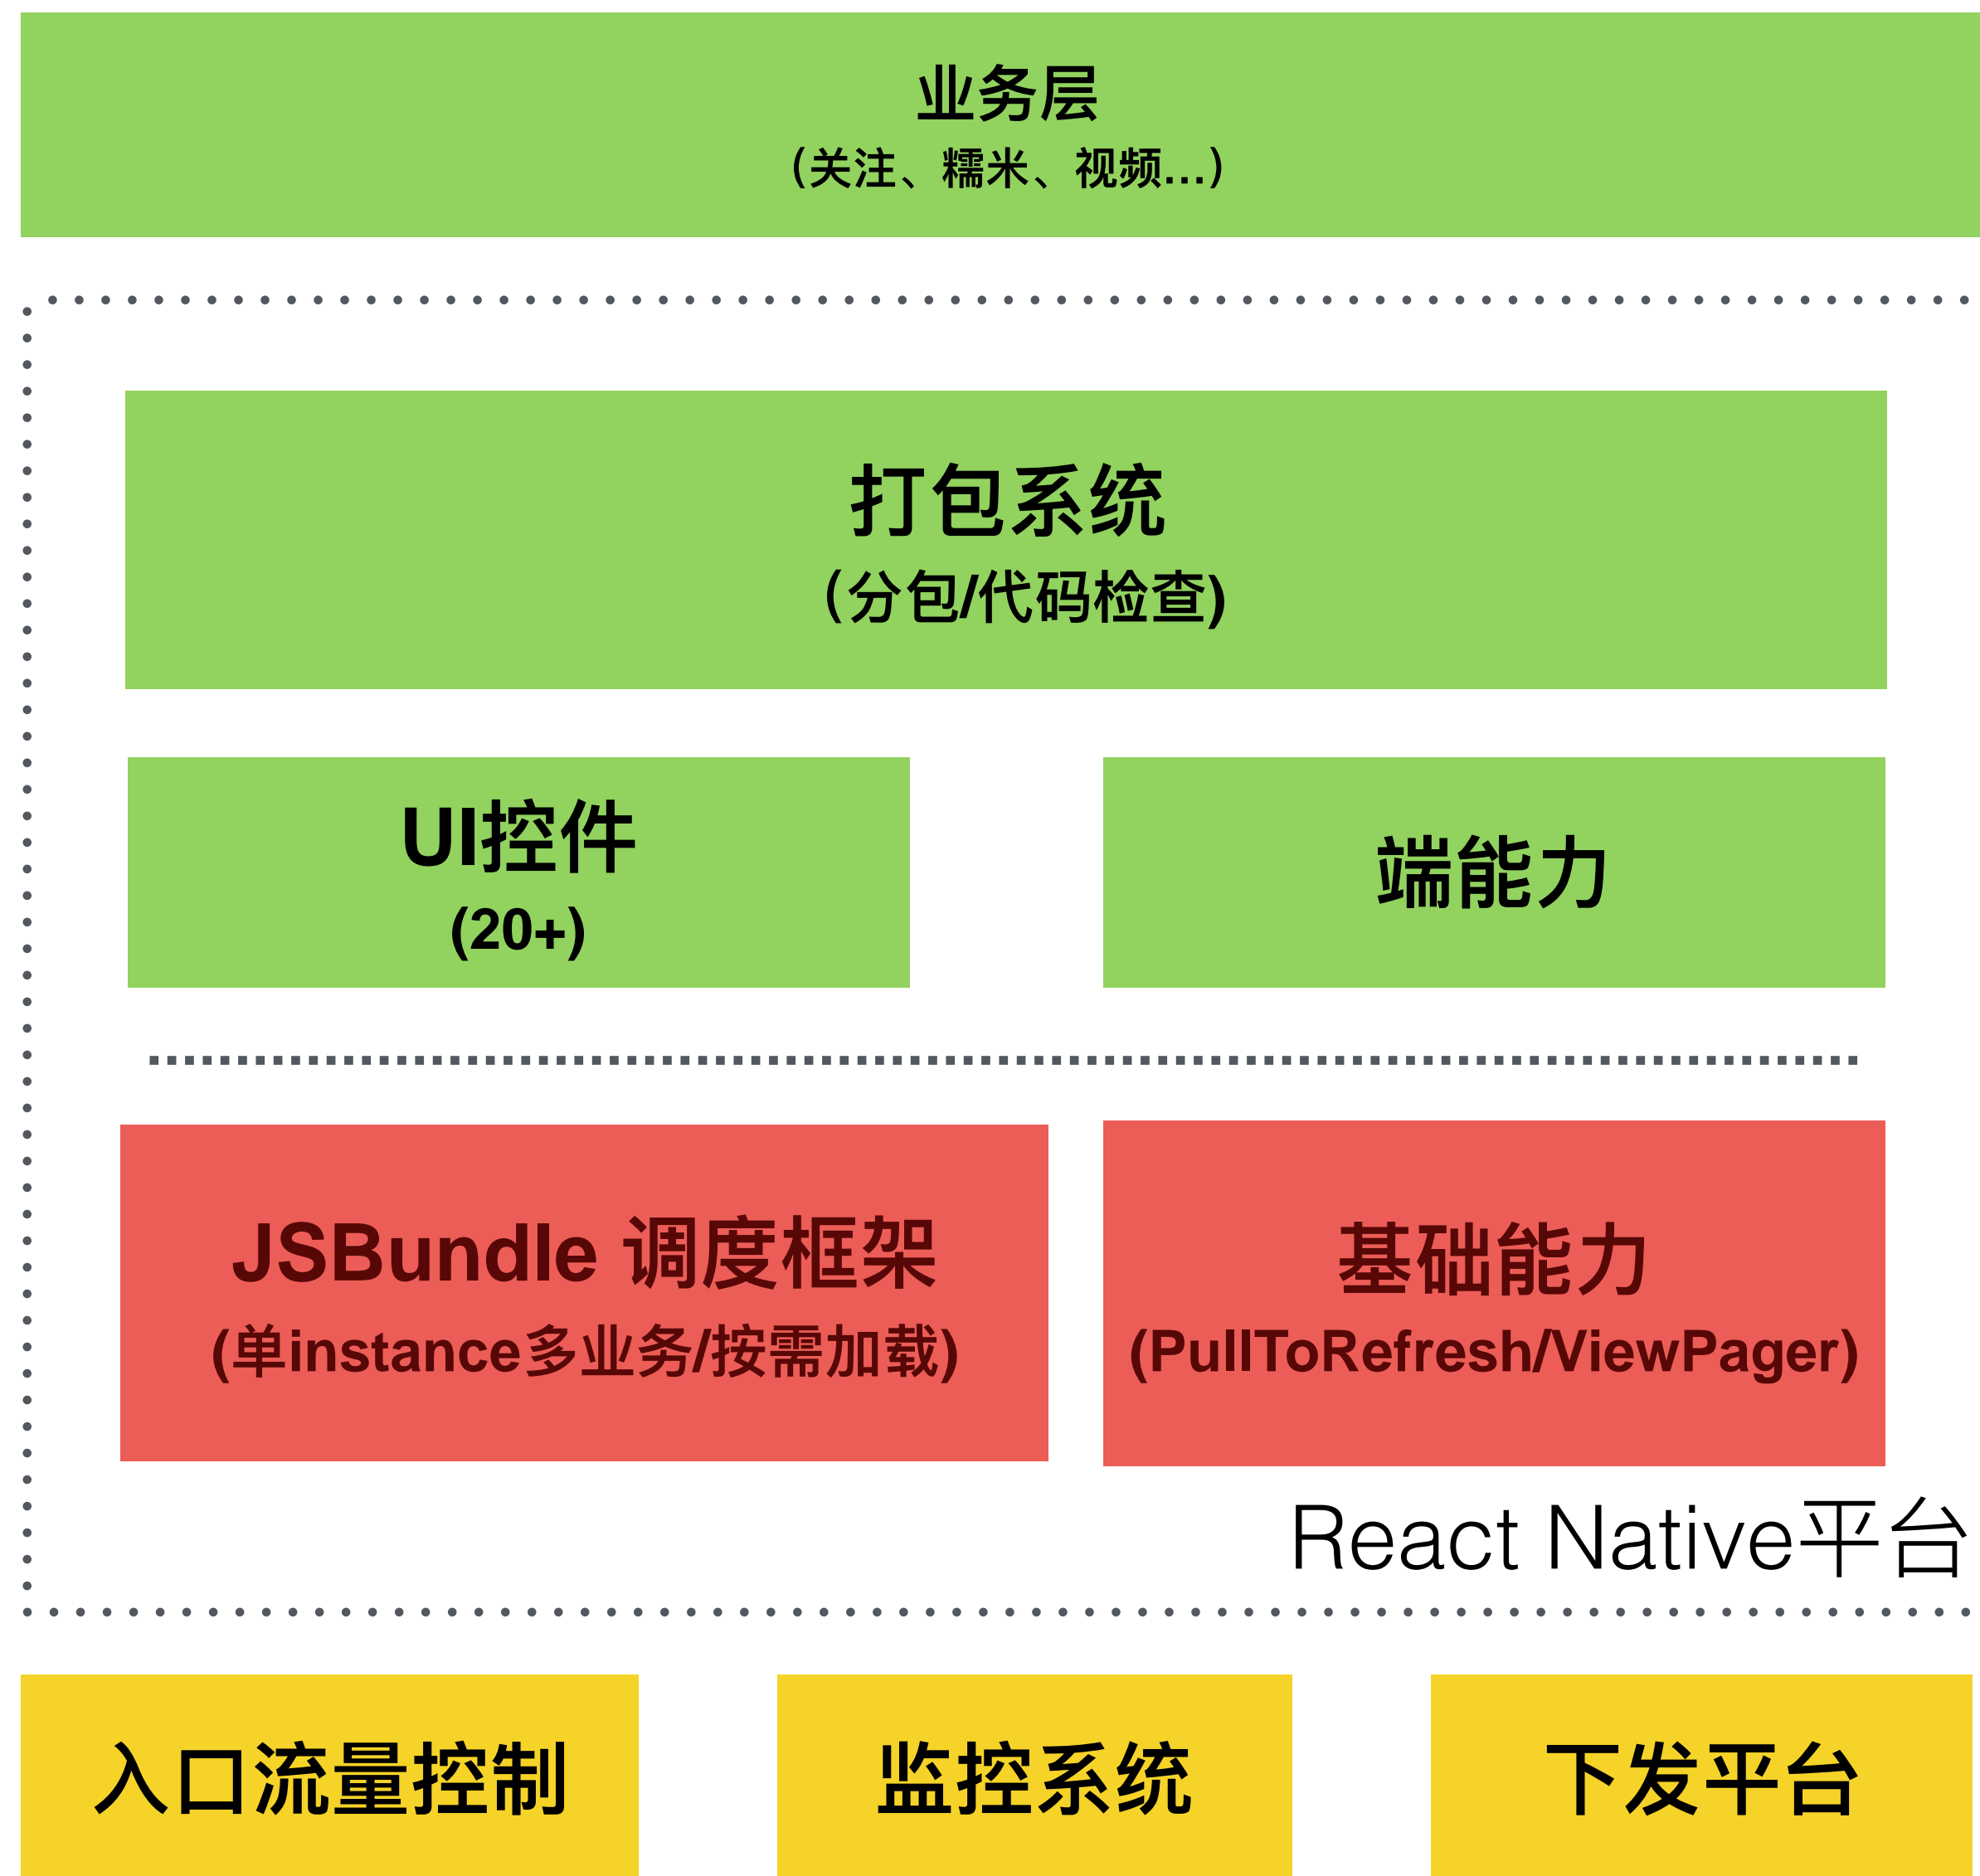 业务层
(关注、糯米、视频...)
打包系统
(分包/代码检查)
UI控件
(20+)
端能力
JSBundle 调度框架
(单instance多业务/按需加载)
基础能力
(PullToRefresh/ViewPager)
React Native平台
入口流量控制
监控系统
下发平台